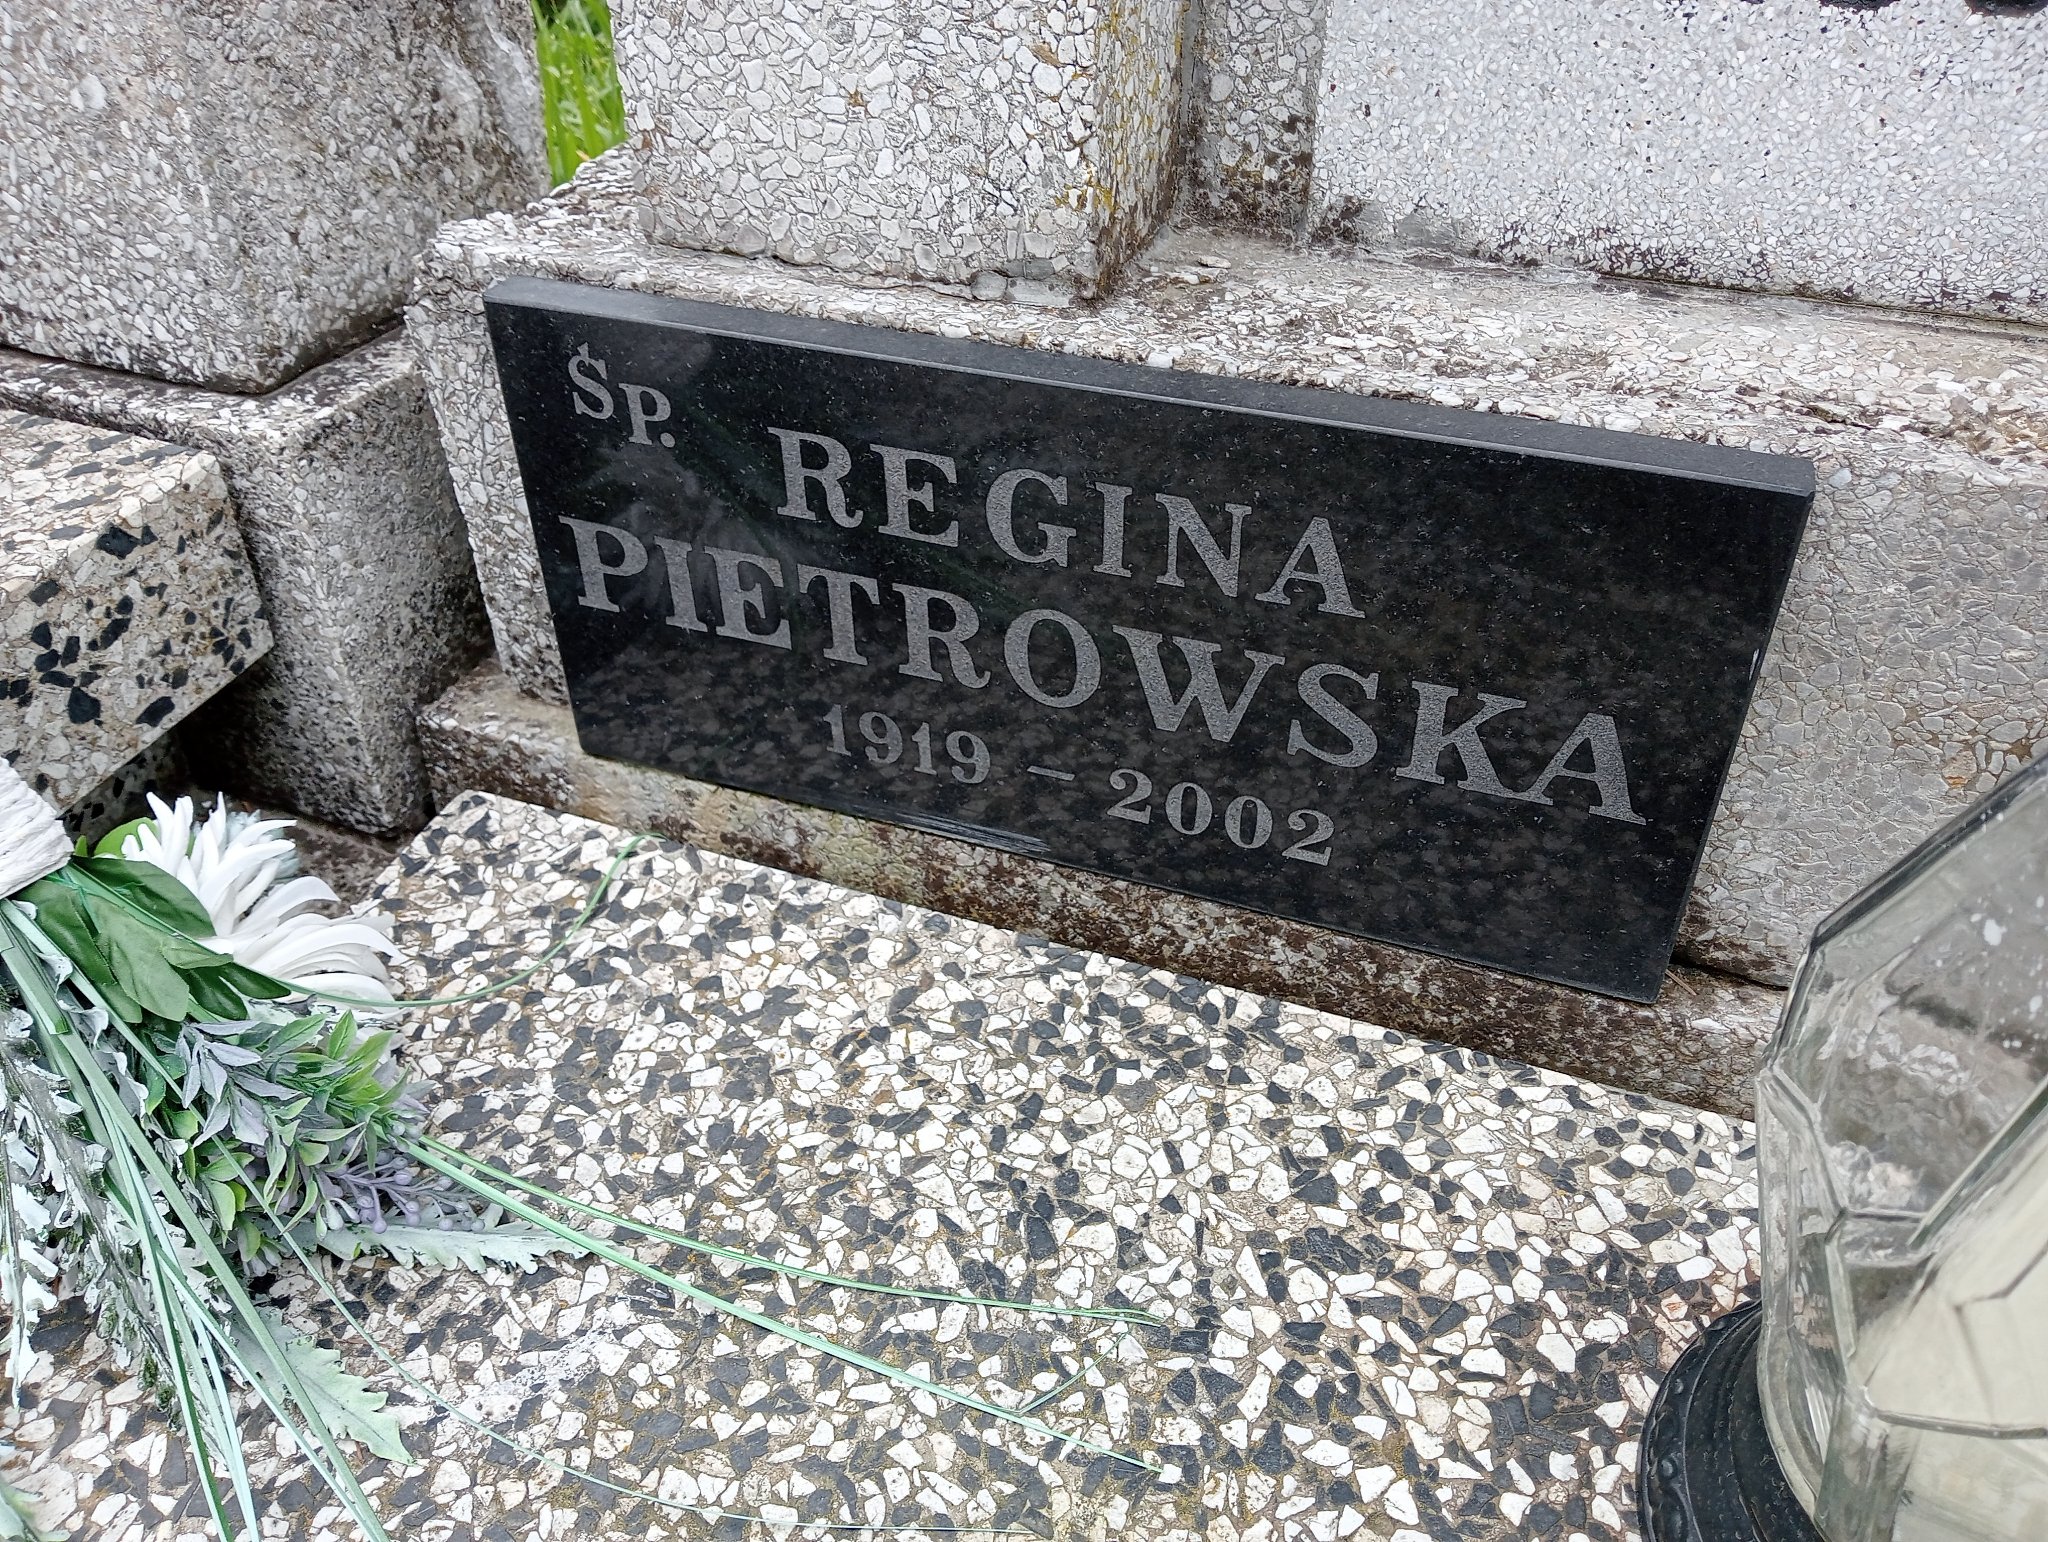 ŚP. REGINA
PIETROWSKA
1919 – 2002